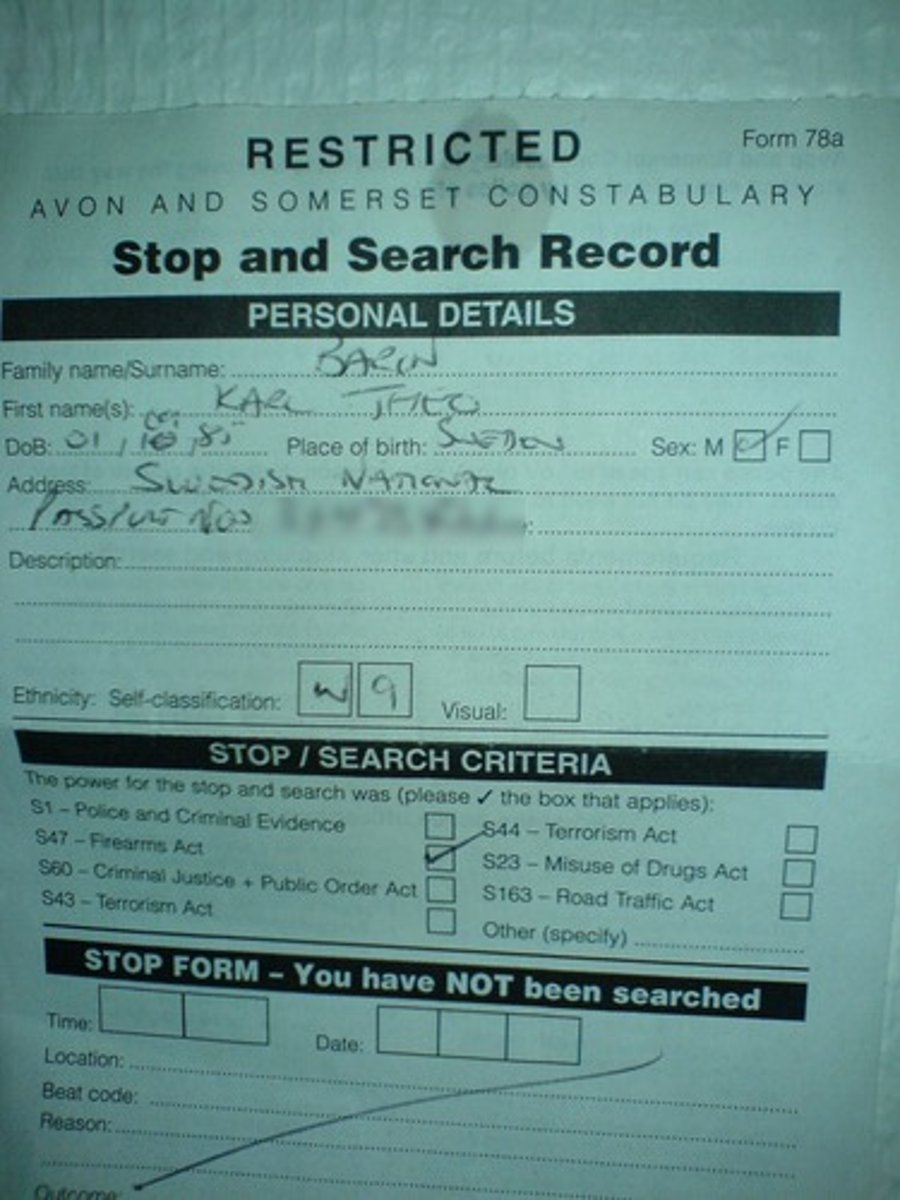 RESTRICTED
Form 78a
AVON AND SOMERSET CONSTABULARY
Stop and Search Record
PERSONAL DETAILS
Family name/Surname:
First name(s): KARL THEO
DoB: 01, 10, 85 Place of birth: SWEDEN Sex: M ✓ F
Address: SWEDISH NATIONAL
PASSPORT NO
Description:
Ethnicity: Self-classification: W 9 Visual:
STOP / SEARCH CRITERIA
The power for the stop and search was (please ✓ the box that applies):
S1 – Police and Criminal Evidence
S47 – Firearms Act ✓
S60 – Criminal Justice + Public Order Act
S43 – Terrorism Act
S44 – Terrorism Act
S23 – Misuse of Drugs Act
S163 – Road Traffic Act
Other (specify)
STOP FORM – You have NOT been searched
Time: Date:
Location:
Beat code:
Reason:
Outcome: